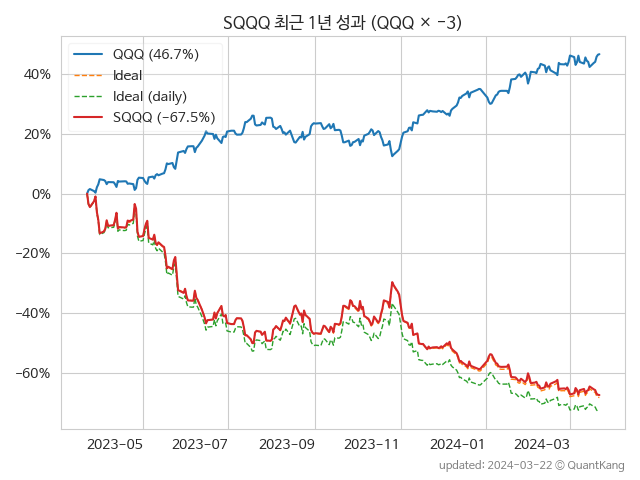 SQQQ 최근 1년 성과 (QQQ × −3)
QQQ (46.7%)
Ideal
Ideal (daily)
SQQQ (−67.5%)
40%
20%
0%
−20%
−40%
−60%
2023-05 2023-07 2023-09 2023-11 2024-01 2024-03
updated: 2024-03-22 © QuantKang